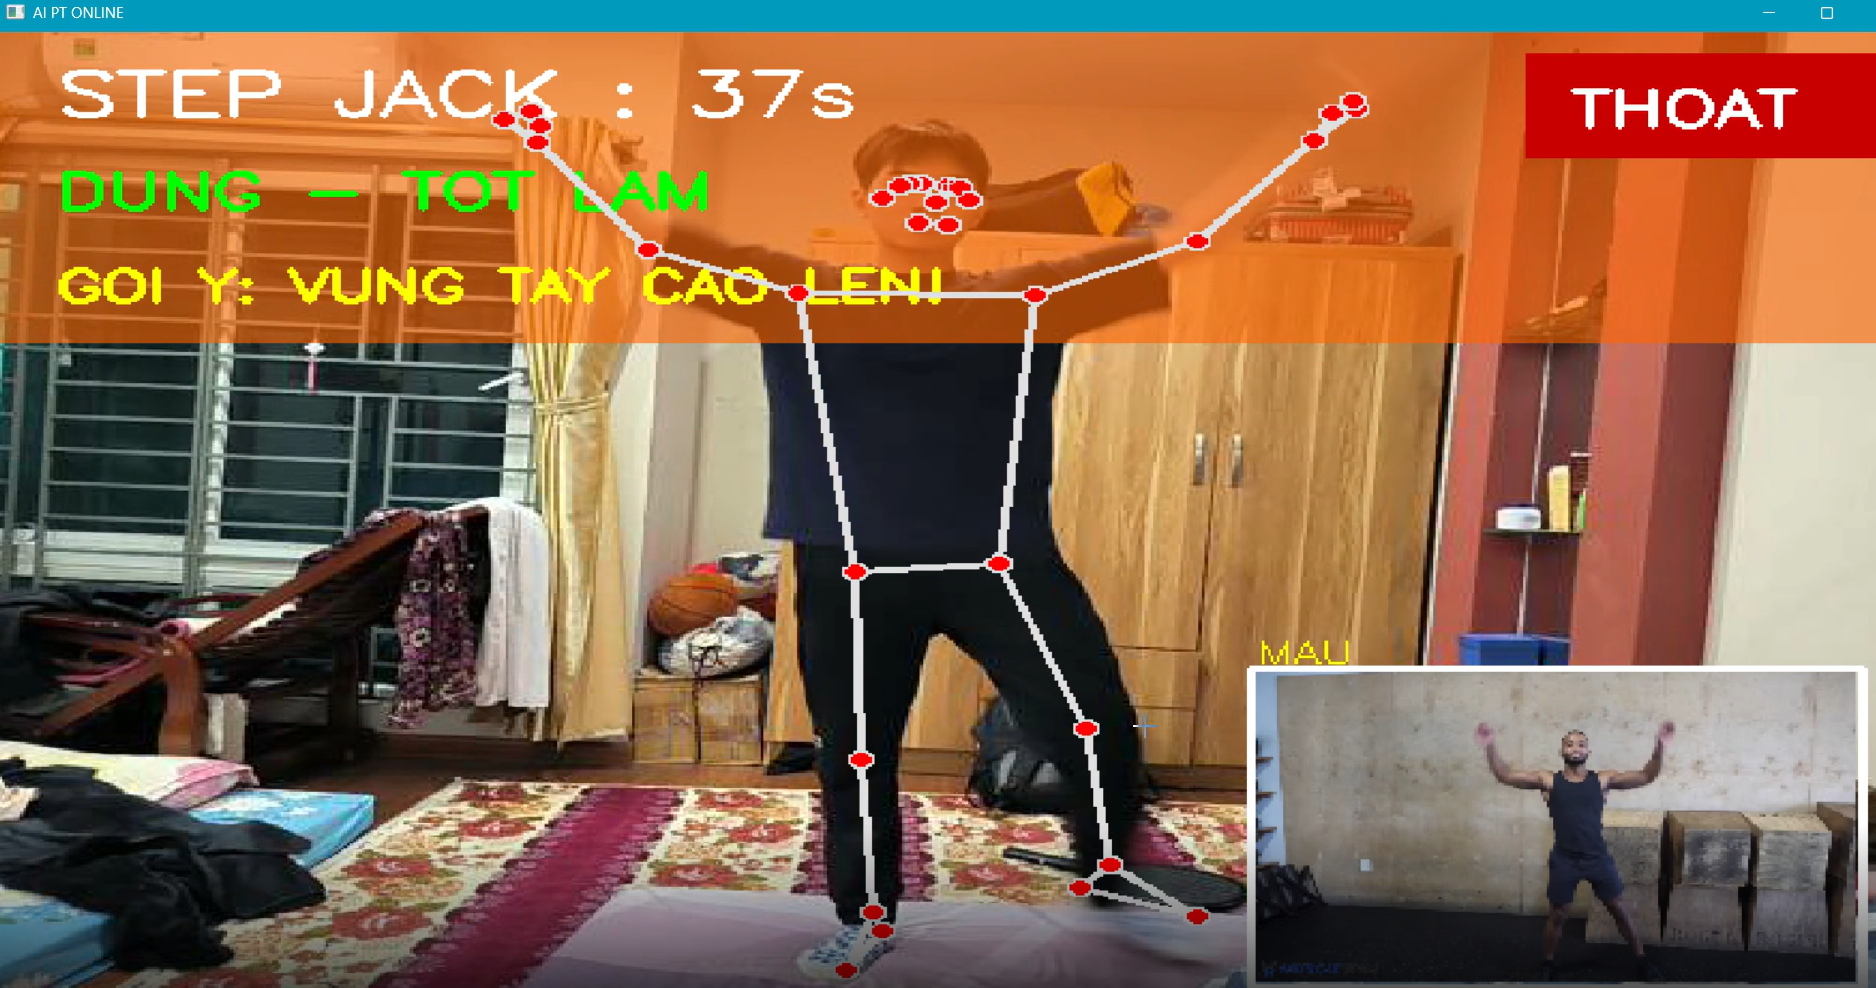 AI PT ONLINE
STEP JACK : 37s
THOAT
DUNG - TOT LAM
GOI Y: VUNG TAY CAO LEN!
MAU